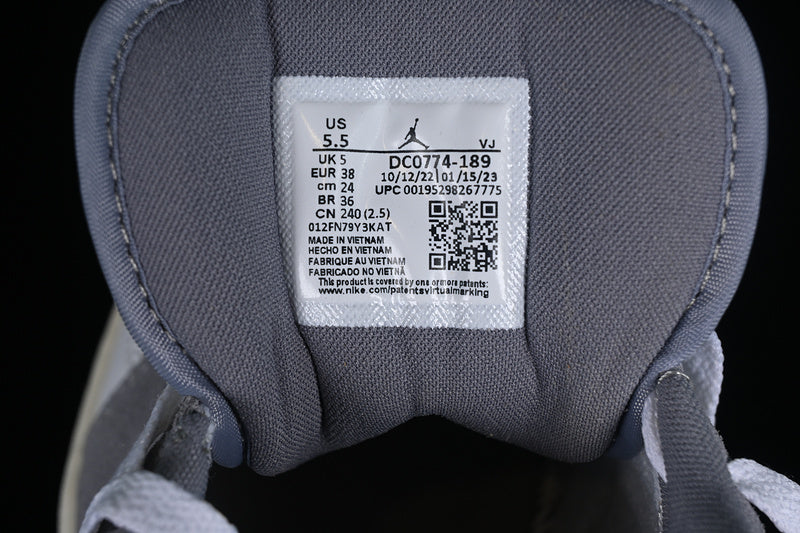 US
5.5
VJ
UK 5
DC0774-189
EUR 38
10/12/22 01/15/23
cm 24
UPC 00195298267775
BR 36
CN 240 (2.5)
012FN79Y3KAT
MADE IN VIETNAM
HECHO EN VIETNAM
FABRIQUE AU VIETNAM
FABRICADO NO VIETNÃ
This product is covered by one or more patents:
www.nike.com/patentsvirtualmarking